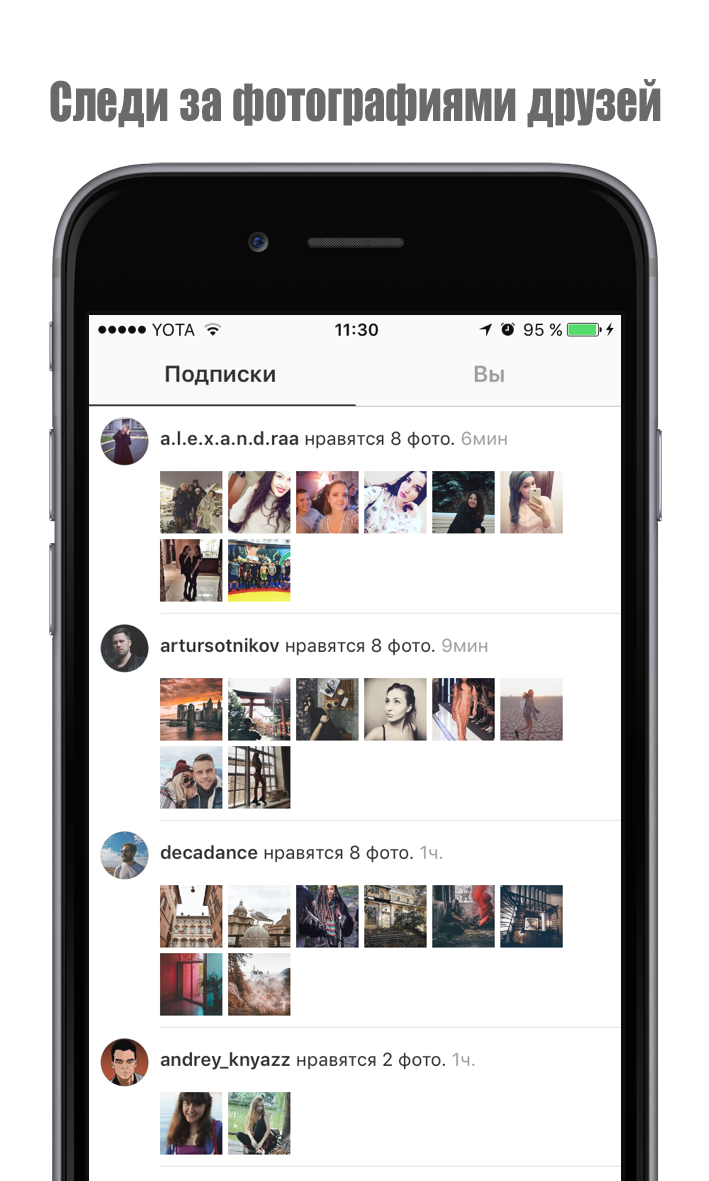 Следи за фотографиями друзей
YOTA 11:30 95 %
Подписки Вы
a.l.e.x.a.n.d.raa нравятся 8 фото. 6мин
artursotnikov нравятся 8 фото. 9мин
decadance нравятся 8 фото. 1ч.
andrey_knyazz нравятся 2 фото. 1ч.